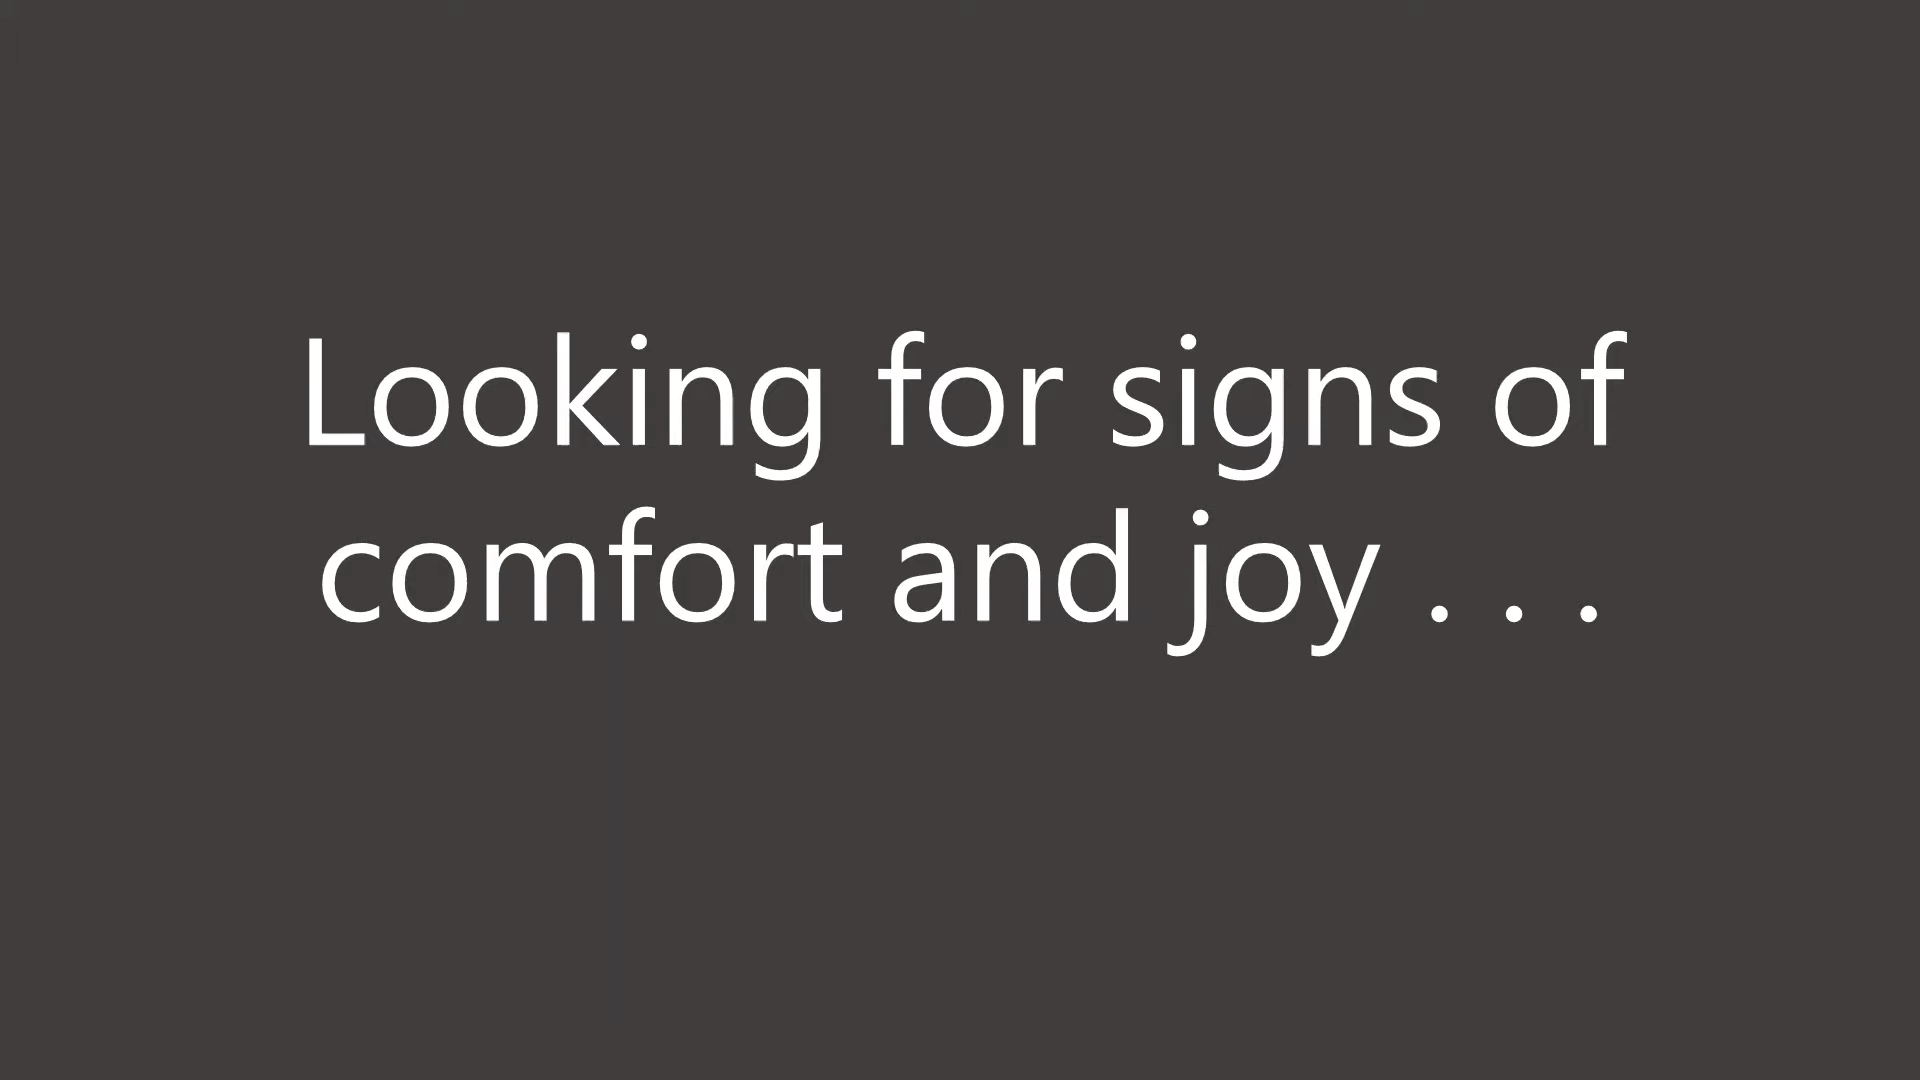 Looking for signs of
comfort and joy . . .